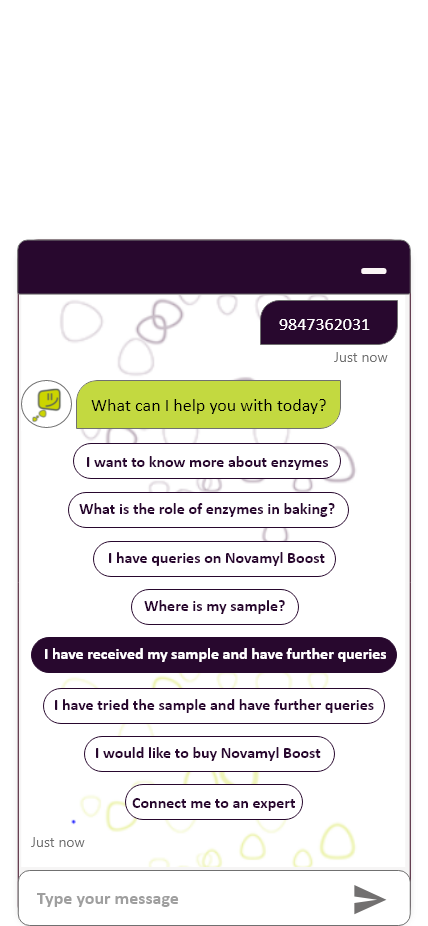 9847362031
Just now
What can I help you with today?
I want to know more about enzymes
What is the role of enzymes in baking?
I have queries on Novamyl Boost
Where is my sample?
I have received my sample and have further queries
I have tried the sample and have further queries
I would like to buy Novamyl Boost
Connect me to an expert
Just now
Type your message